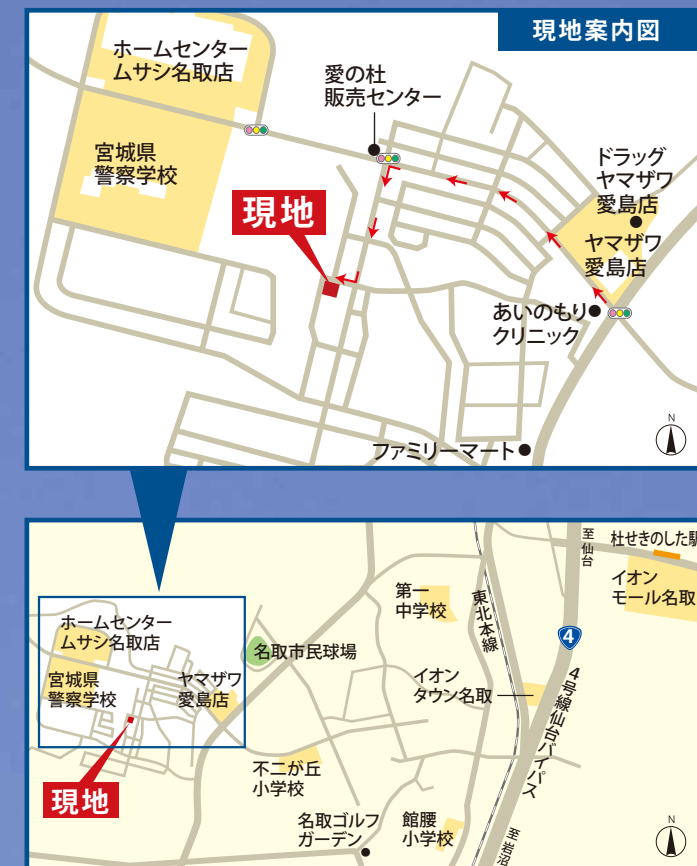 現地案内図
ホームセンター
ムサシ名取店
愛の杜
販売センター
宮城県
警察学校
ドラッグ
ヤマザワ
愛島店
ヤマザワ
愛島店
現地
あいのもり
クリニック
ファミリーマート
N
至仙台
杜せきのした駅
イオン
モール名取
第一
中学校
東北本線
4
ホームセンター
ムサシ名取店
名取市民球場
宮城県
警察学校
ヤマザワ
愛島店
イオン
タウン名取
4号線仙台バイパス
現地
不二が丘
小学校
名取ゴルフ
ガーデン
館腰
小学校
至岩沼
N